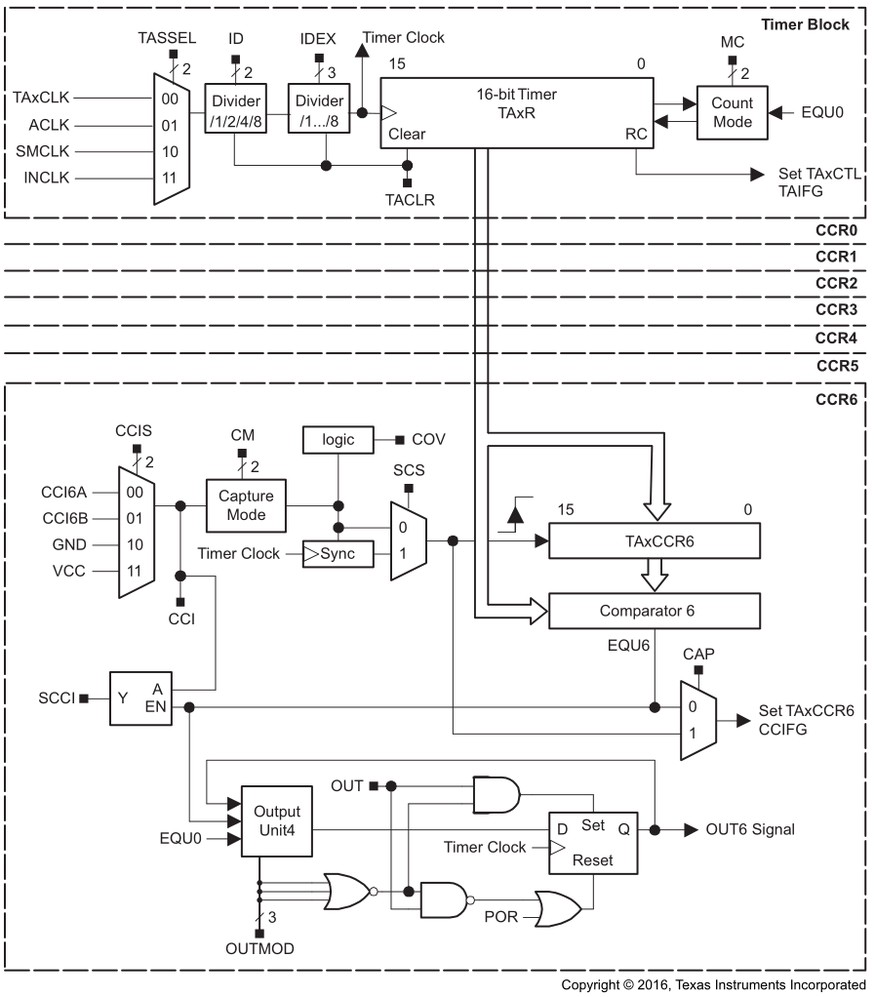 Timer Block
TASSEL
ID
IDEX
Timer Clock
15
0
MC
2
2
3
2
TAxCLK
ACLK
SMCLK
INCLK
00
01
10
11
Divider
/1/2/4/8
Divider
/1.../8
16-bit Timer
TAxR
Clear
RC
Count
Mode
EQU0
Set TAxCTL
TAIFG
TACLR
CCR0
CCR1
CCR2
CCR3
CCR4
CCR5
CCR6
CCIS
2
CM
2
logic
COV
SCS
CCI6A
CCI6B
GND
VCC
00
01
10
11
Capture
Mode
Timer Clock
Sync
0
1
15
0
TAxCCR6
Comparator 6
CCI
EQU6
CAP
SCCI
Y
A
EN
0
1
Set TAxCCR6
CCIFG
OUT
Output
Unit4
EQU0
D
Set
Q
Timer Clock
Reset
OUT6 Signal
POR
3
OUTMOD
Copyright © 2016, Texas Instruments Incorporated